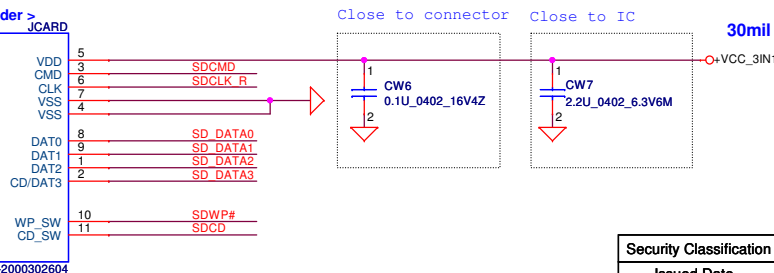 der >
JCARD
Close to connector
Close to IC
30mil
VDD 5
CMD 3 SDCMD
CLK 6 SDCLK_R
VSS 7
VSS 4
+VCC_3IN1
1
CW6
0.1U_0402_16V4Z
2
1
CW7
2.2U_0402_6.3V6M
2
DAT0 8 SD_DATA0
DAT1 9 SD_DATA1
DAT2 1 SD_DATA2
CD/DAT3 2 SD_DATA3
WP_SW 10 SDWP#
CD_SW 11 SDCD
-2000302604
Security Classification
Issued Date